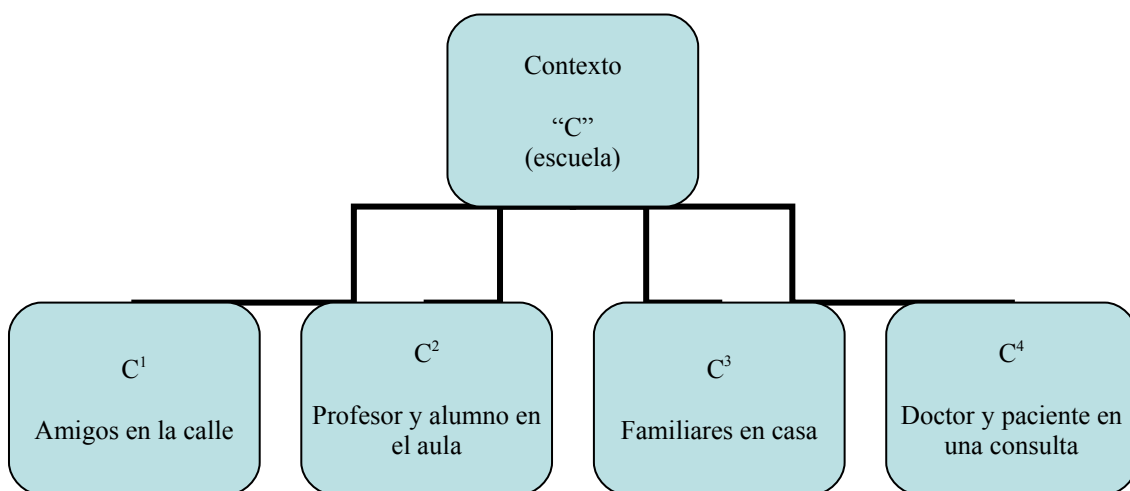 Contexto
“C”
(escuela)
C¹
Amigos en la calle
C²
Profesor y alumno en
el aula
C³
Familiares en casa
C⁴
Doctor y paciente en
una consulta